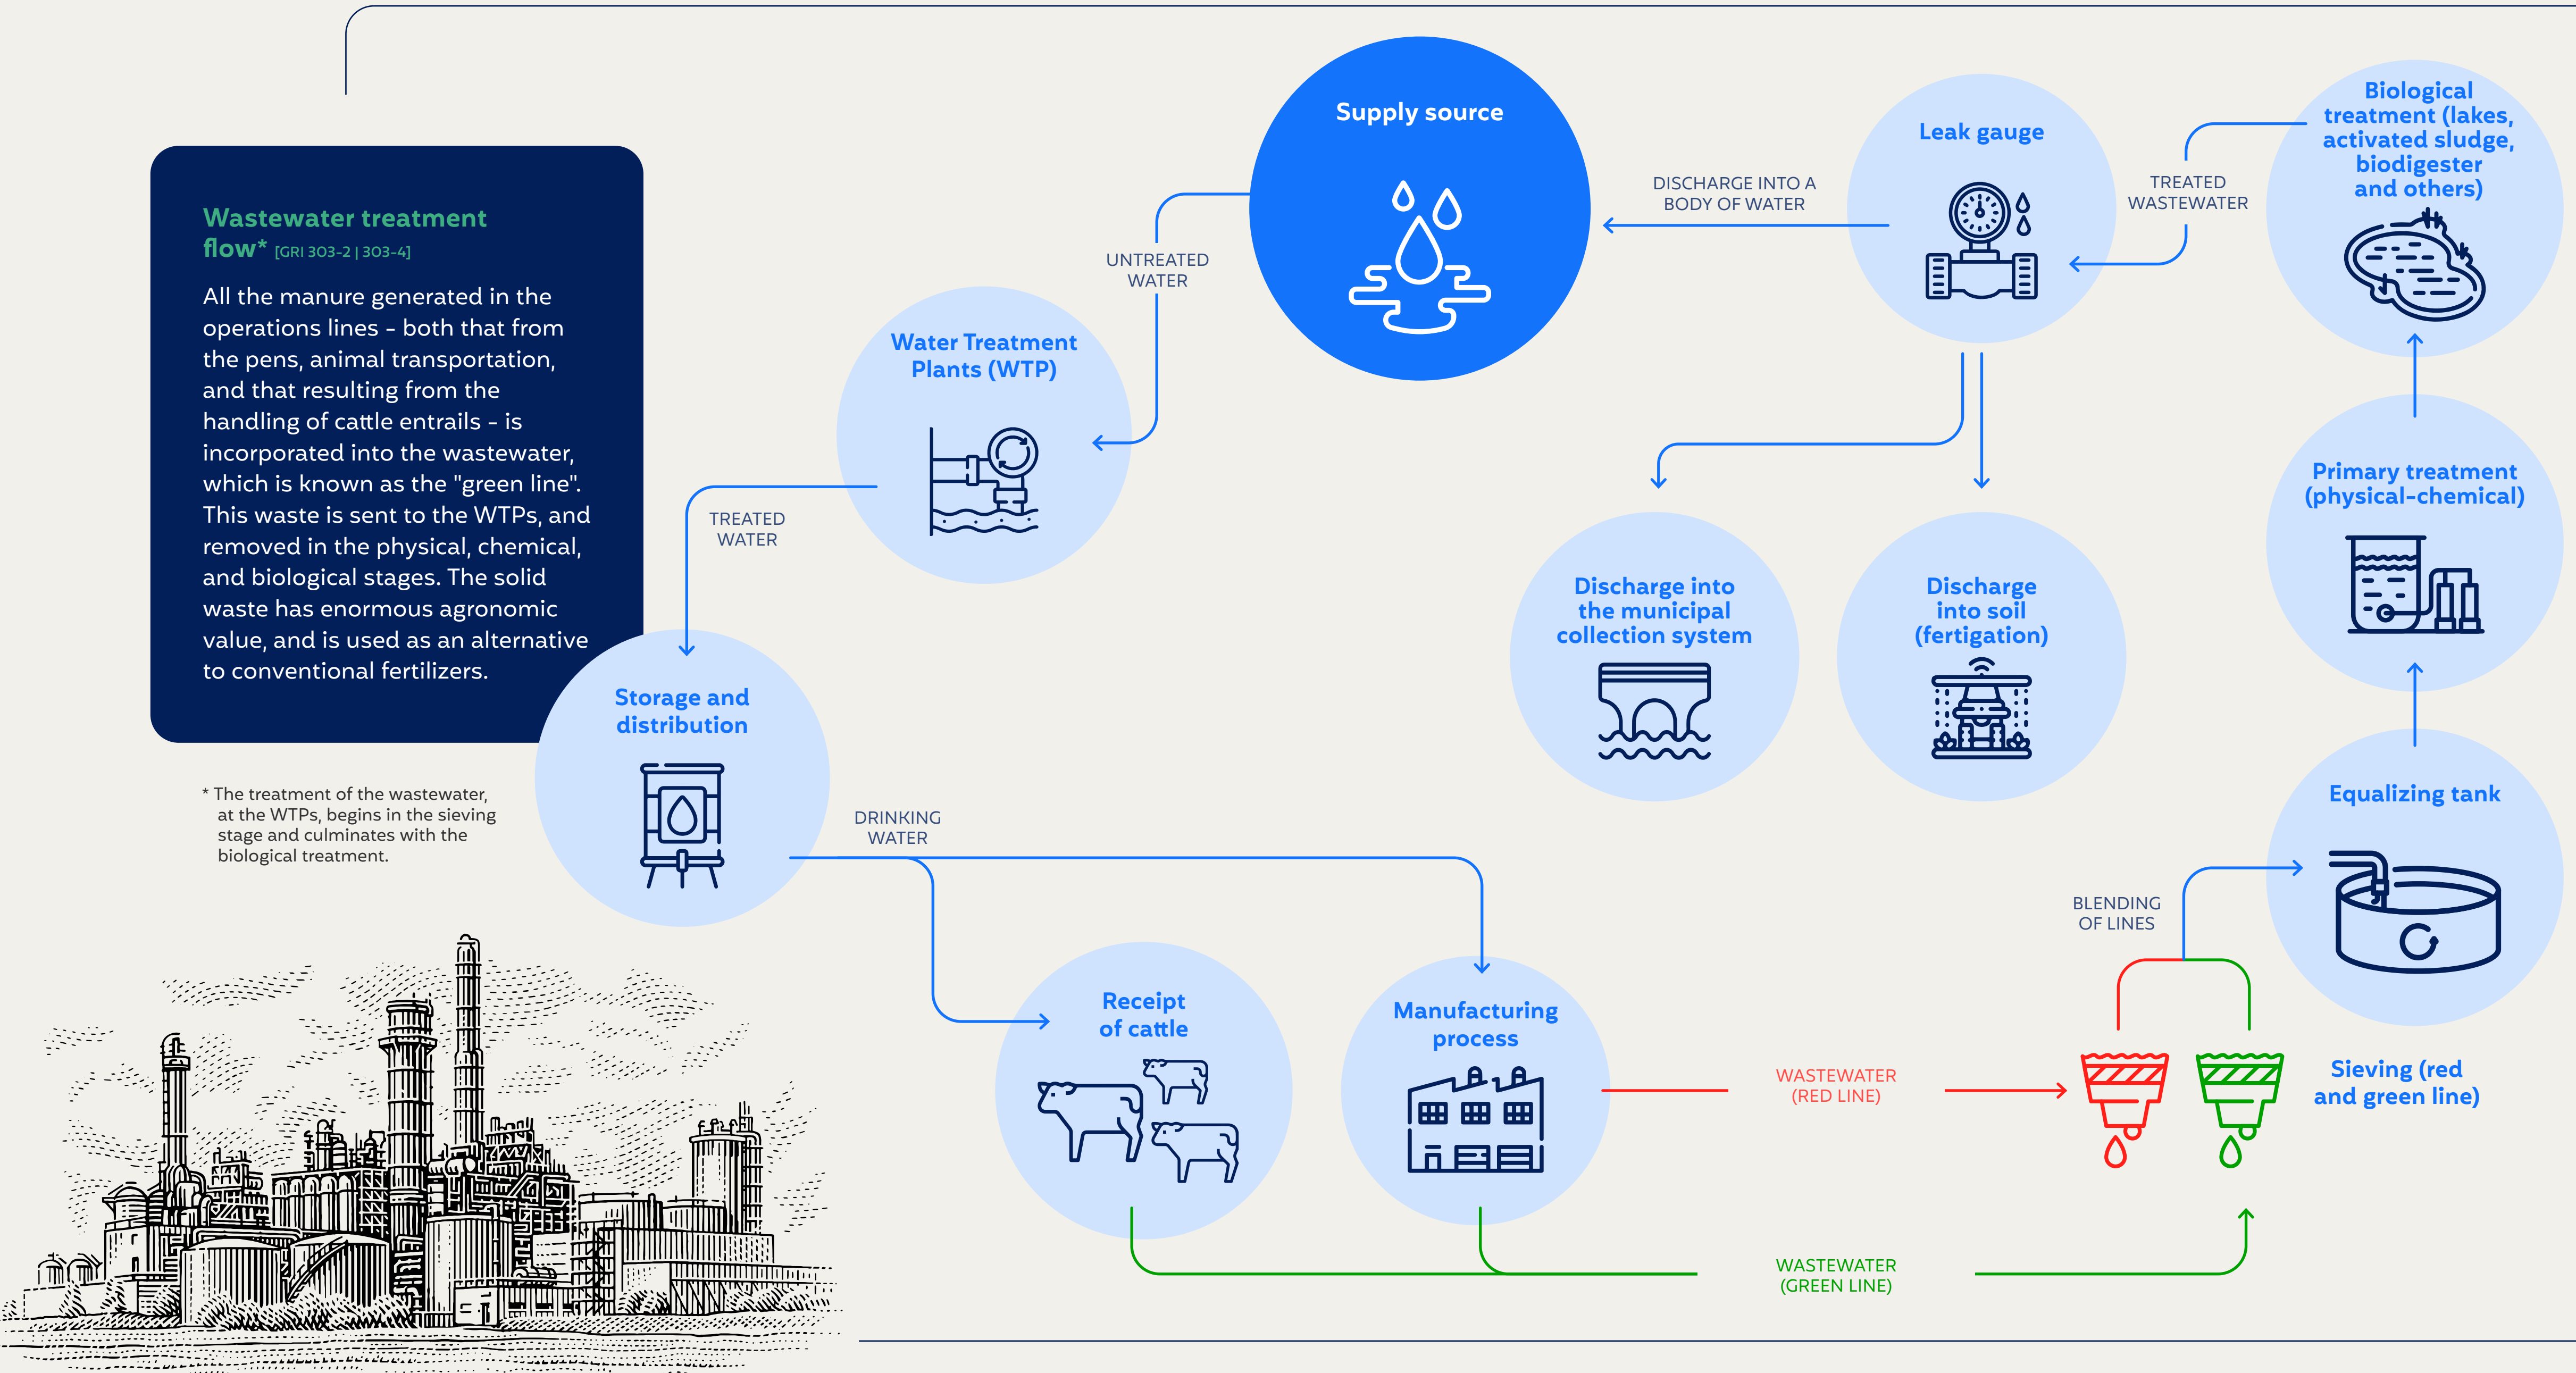 Wastewater treatment
flow* [GRI 303-2 | 303-4]
All the manure generated in the
operations lines - both that from
the pens, animal transportation,
and that resulting from the
handling of cattle entrails - is
incorporated into the wastewater,
which is known as the "green line".
This waste is sent to the WTPs, and
removed in the physical, chemical,
and biological stages. The solid
waste has enormous agronomic
value, and is used as an alternative
to conventional fertilizers.
* The treatment of the wastewater,
at the WTPs, begins in the sieving
stage and culminates with the
biological treatment.
Supply source
UNTREATED
WATER
Water Treatment
Plants (WTP)
TREATED
WATER
Storage and
distribution
DRINKING
WATER
Receipt
of cattle
Manufacturing
process
WASTEWATER
(RED LINE)
WASTEWATER
(GREEN LINE)
Sieving (red
and green line)
BLENDING
OF LINES
Equalizing tank
Primary treatment
(physical-chemical)
Biological
treatment (lakes,
activated sludge,
biodigester
and others)
TREATED
WASTEWATER
Leak gauge
DISCHARGE INTO A
BODY OF WATER
Discharge into
the municipal
collection system
Discharge
into soil
(fertigation)